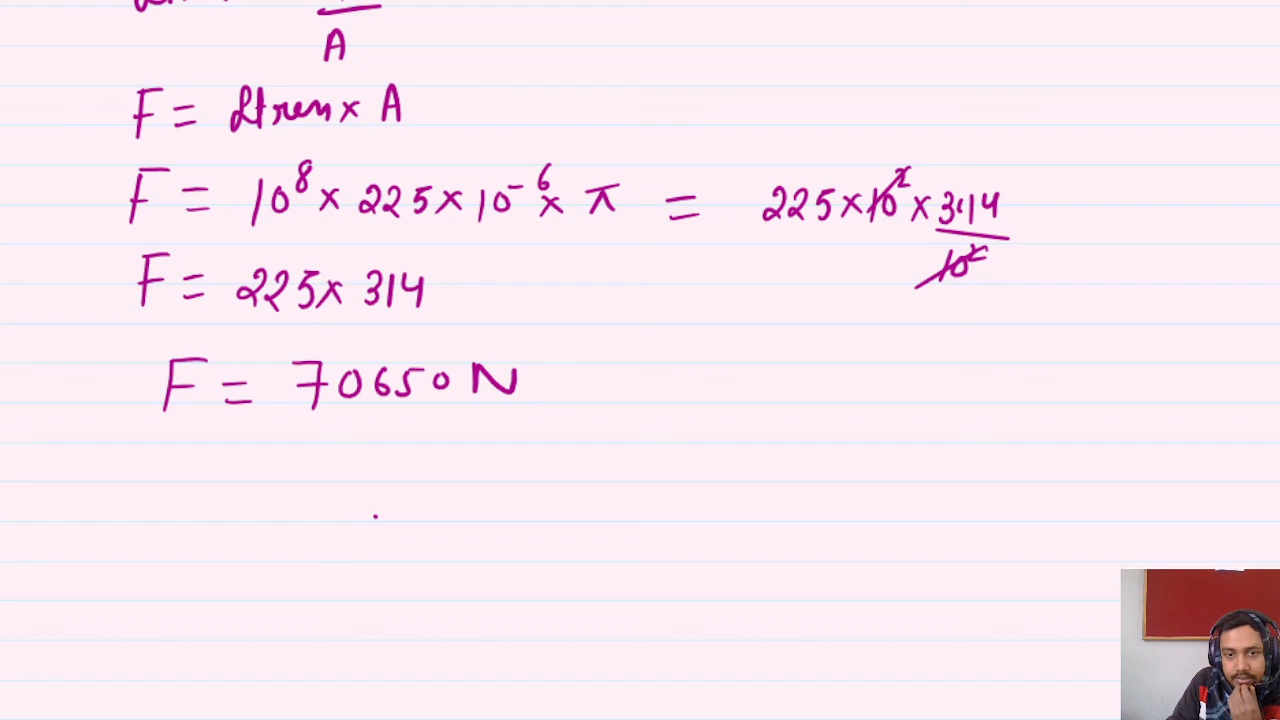 A
F = Stress x A
F = 10⁸ x 225 x 10⁻⁶ x π = 225 x 10² x 3.14
10²
F = 225 x 314
F = 70650 N